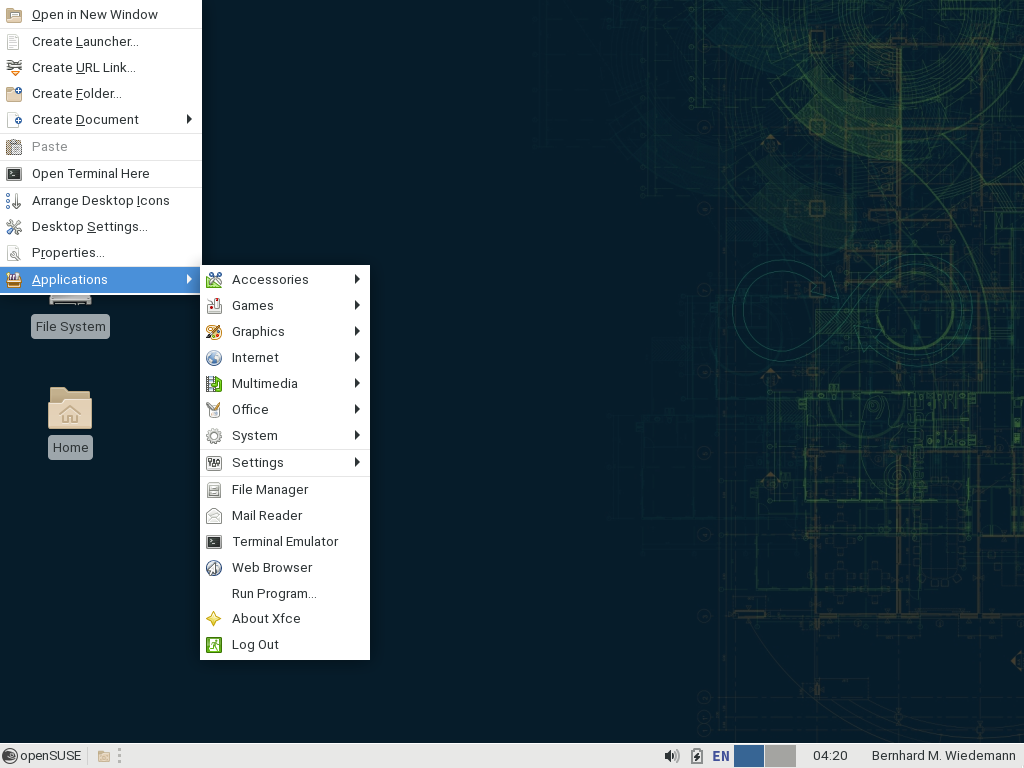 Open in New Window
Create Launcher...
Create URL Link...
Create Folder...
Create Document
Paste
Open Terminal Here
Arrange Desktop Icons
Desktop Settings...
Properties...
Applications
Accessories
Games
Graphics
Internet
Multimedia
Office
System
Settings
File Manager
Mail Reader
Terminal Emulator
Web Browser
Run Program...
About Xfce
Log Out
File System
Home
openSUSE
EN
04:20
Bernhard M. Wiedemann